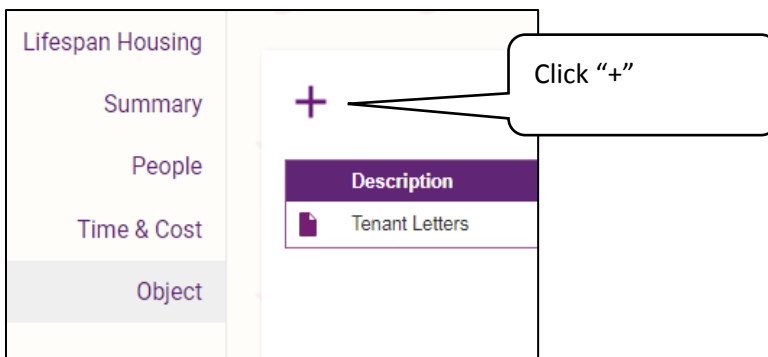 Lifespan Housing
Summary
People
Time & Cost
Object
+
Description
Tenant Letters
Click “+”